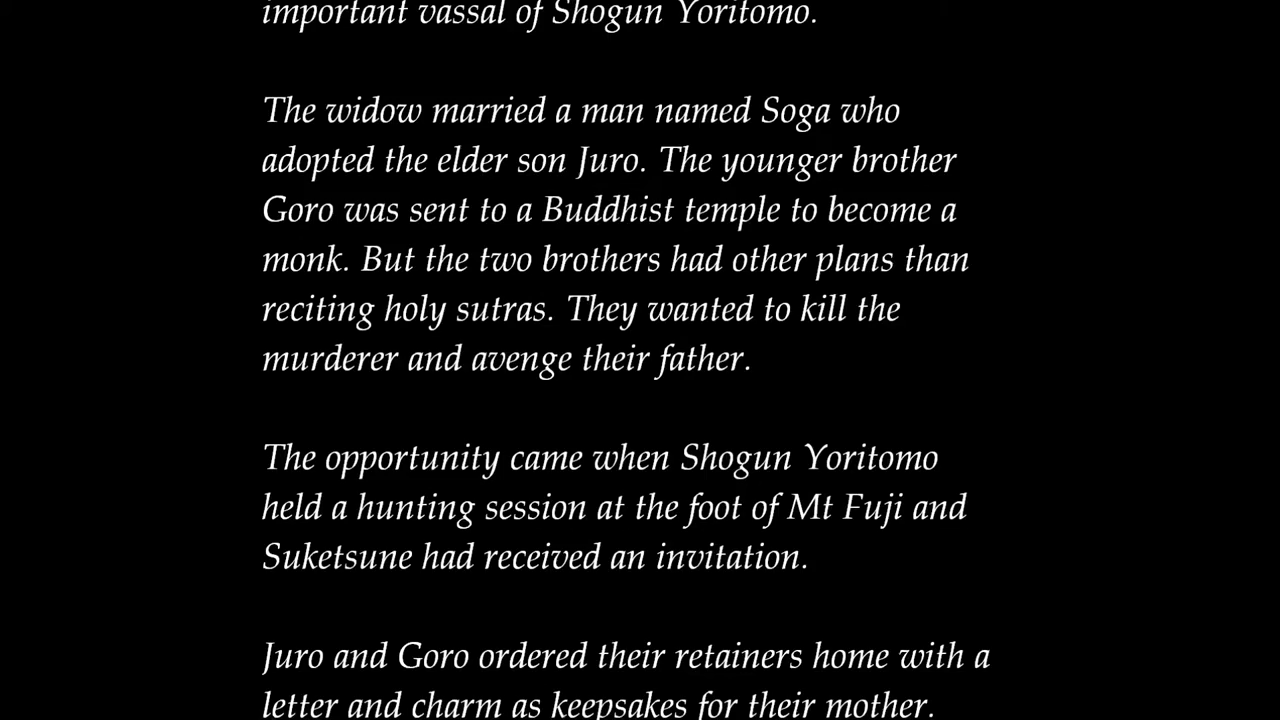 important vassal of Shogun Yoritomo.
The widow married a man named Soga who
adopted the elder son Juro. The younger brother
Goro was sent to a Buddhist temple to become a
monk. But the two brothers had other plans than
reciting holy sutras. They wanted to kill the
murderer and avenge their father.
The opportunity came when Shogun Yoritomo
held a hunting session at the foot of Mt Fuji and
Suketsune had received an invitation.
Juro and Goro ordered their retainers home with a
letter and charm as keepsakes for their mother.